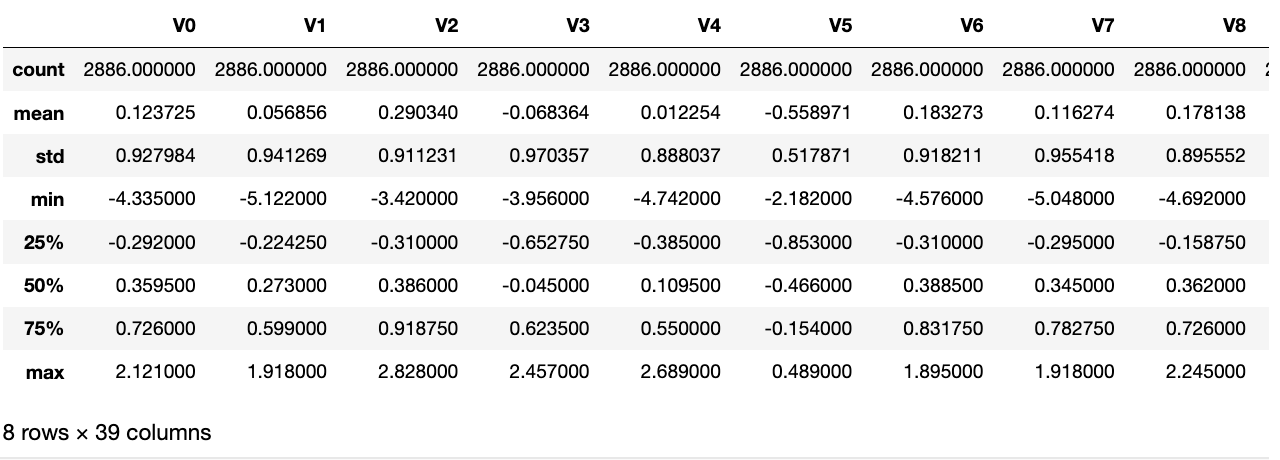 V0 V1 V2 V3 V4 V5 V6 V7 V8
count 2886.000000 2886.000000 2886.000000 2886.000000 2886.000000 2886.000000 2886.000000 2886.000000 2886.000000
mean 0.123725 0.056856 0.290340 -0.068364 0.012254 -0.558971 0.183273 0.116274 0.178138
std 0.927984 0.941269 0.911231 0.970357 0.888037 0.517871 0.918211 0.955418 0.895552
min -4.335000 -5.122000 -3.420000 -3.956000 -4.742000 -2.182000 -4.576000 -5.048000 -4.692000
25% -0.292000 -0.224250 -0.310000 -0.652750 -0.385000 -0.853000 -0.310000 -0.295000 -0.158750
50% 0.359500 0.273000 0.386000 -0.045000 0.109500 -0.466000 0.388500 0.345000 0.362000
75% 0.726000 0.599000 0.918750 0.623500 0.550000 -0.154000 0.831750 0.782750 0.726000
max 2.121000 1.918000 2.828000 2.457000 2.689000 0.489000 1.895000 1.918000 2.245000
8 rows × 39 columns